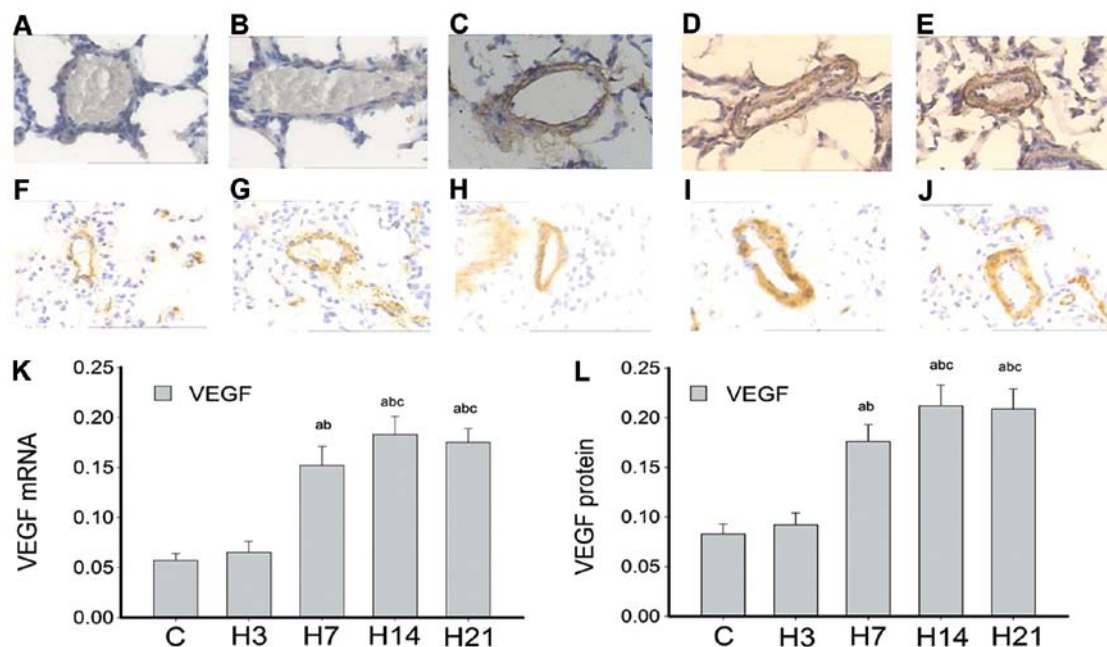 A B C D E
F G H I J
K L
VEGF mRNA
0.25
0.20
0.15
0.10
0.05
0.00
VEGF
ab
abc
abc
C H3 H7 H14 H21
VEGF protein
0.25
0.20
0.15
0.10
0.05
0.00
VEGF
ab
abc
abc
C H3 H7 H14 H21